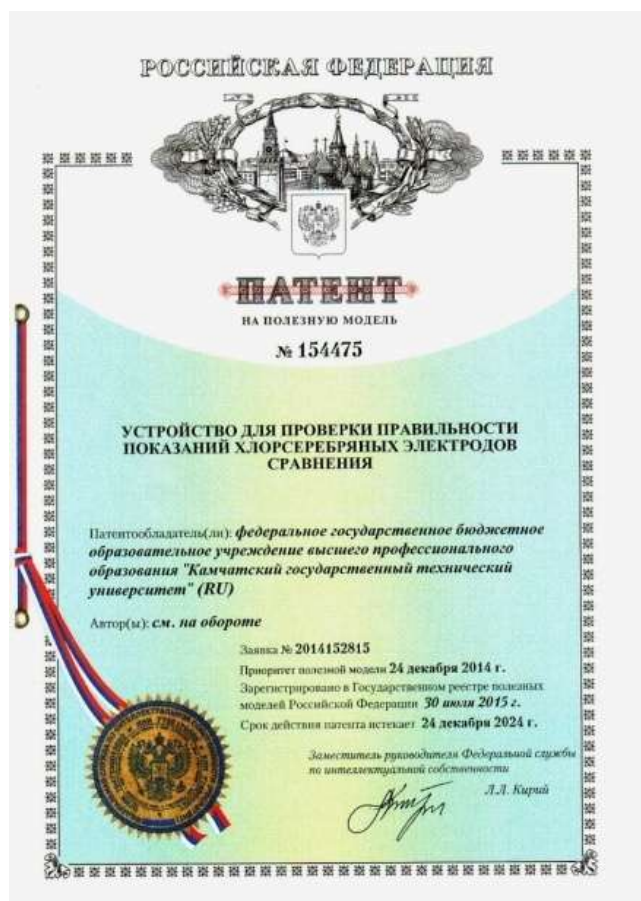 РОССИЙСКАЯ ФЕДЕРАЦИЯ
ПАТЕНТ
НА ПОЛЕЗНУЮ МОДЕЛЬ
№ 154475
УСТРОЙСТВО ДЛЯ ПРОВЕРКИ ПРАВИЛЬНОСТИ
ПОКАЗАНИЙ ХЛОРСЕРЕБРЯНЫХ ЭЛЕКТРОДОВ
СРАВНЕНИЯ
Патентообладатель(ли): федеральное государственное бюджетное
образовательное учреждение высшего профессионального
образования "Камчатский государственный технический
университет" (RU)
Автор(ы): см. на обороте
Заявка № 2014152815
Приоритет полезной модели 24 декабря 2014 г.
Зарегистрировано в Государственном реестре полезных
моделей Российской Федерации 30 июля 2015 г.
Срок действия патента истекает 24 декабря 2024 г.
Заместитель руководителя Федеральной службы
по интеллектуальной собственности
Л.Л. Кирий